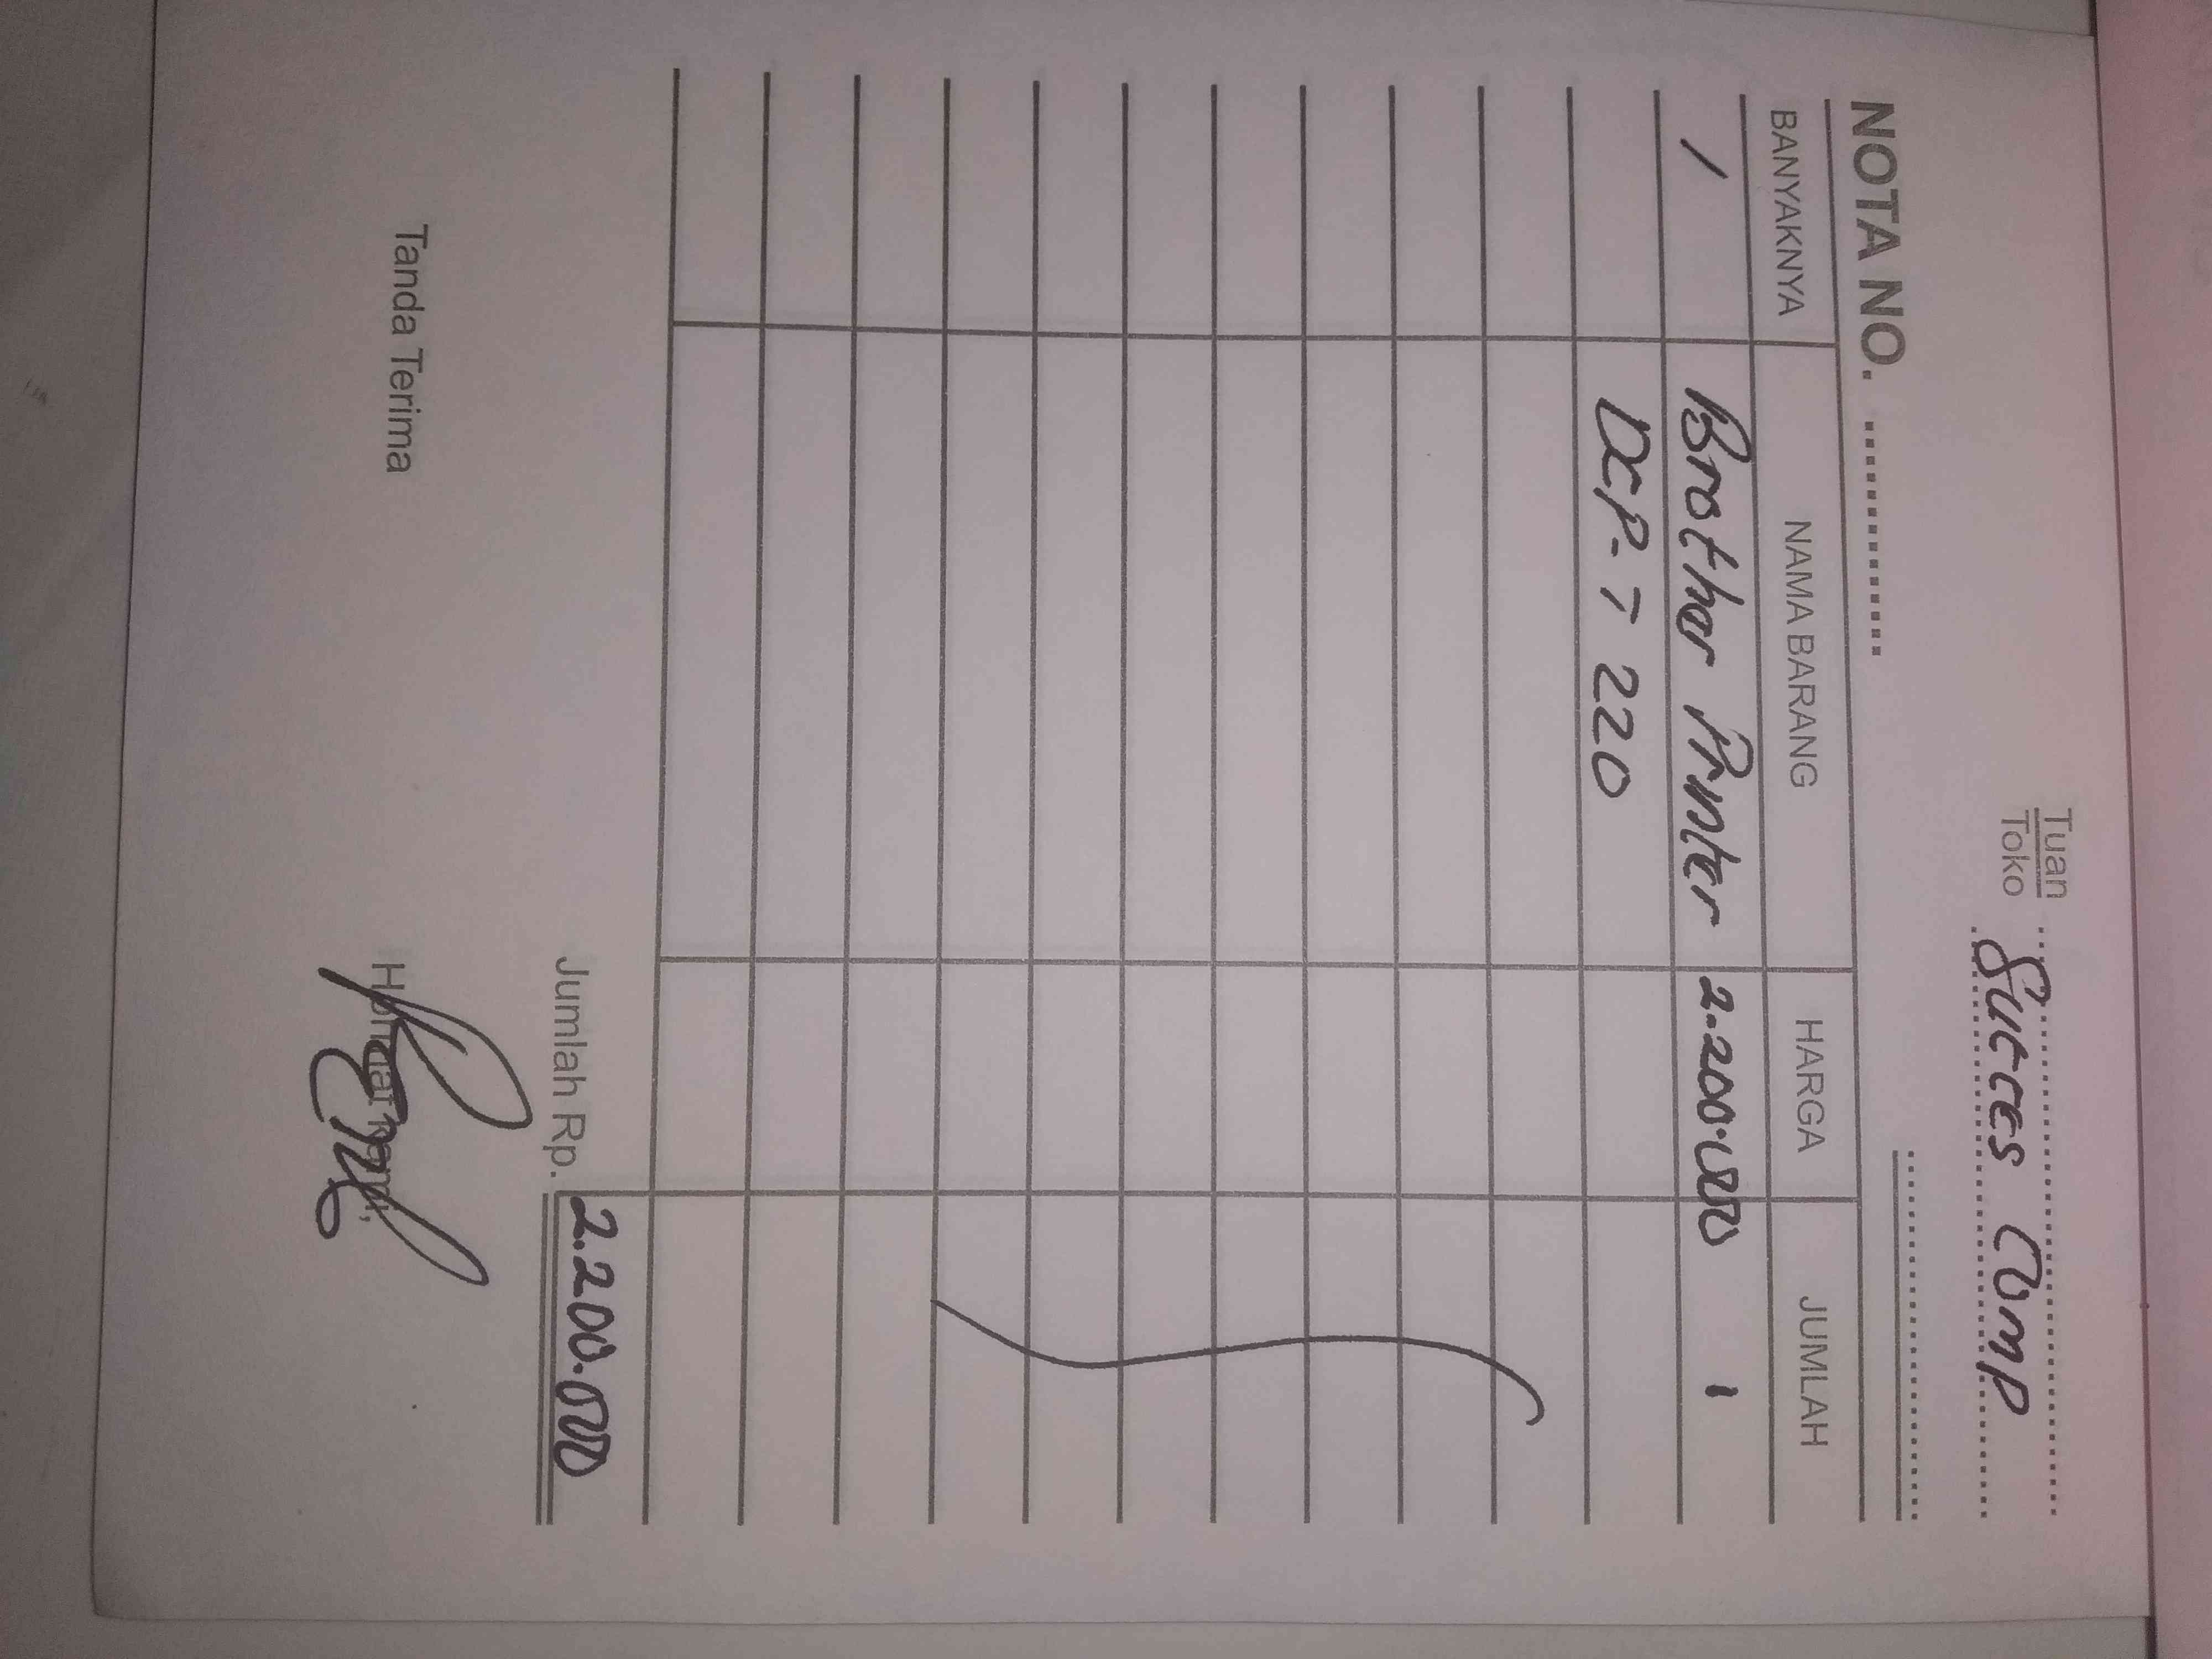 Tuan
Toko Succes Comp
NOTA NO.
BANYAKNYA NAMA BARANG HARGA JUMLAH
1 Brother Printer 2.200.000
DCP-T 220
Jumlah Rp. 2.200.000
Tanda Terima Hormat Kami,